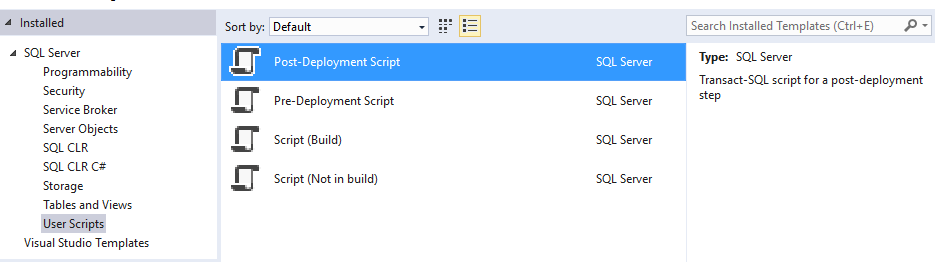 Installed
Sort by: Default
Search Installed Templates (Ctrl+E)
SQL Server
Programmability
Security
Service Broker
Server Objects
SQL CLR
SQL CLR C#
Storage
Tables and Views
User Scripts
Visual Studio Templates
Post-Deployment Script SQL Server
Pre-Deployment Script SQL Server
Script (Build) SQL Server
Script (Not in build) SQL Server
Type: SQL Server
Transact-SQL script for a post-deployment
step